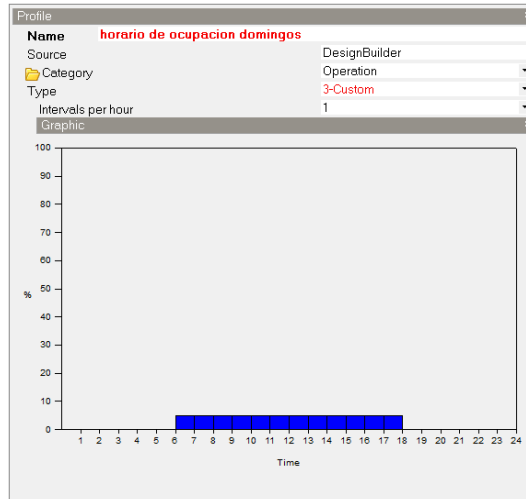 Profile
Name horario de ocupacion domingos
Source DesignBuilder
Category Operation
Type 3-Custom
Intervals per hour 1
Graphic
100
90
80
70
60
50
40
30
20
10
0
%
1 2 3 4 5 6 7 8 9 10 11 12 13 14 15 16 17 18 19 20 21 22 23 24
Time